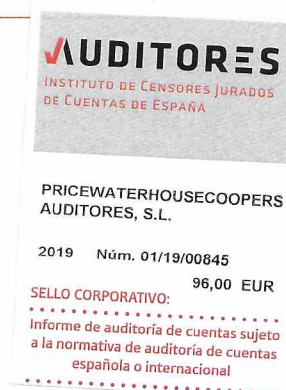 AUDITORES
INSTITUTO DE CENSORES JURADOS
DE CUENTAS DE ESPAÑA
PRICEWATERHOUSECOOPERS
AUDITORES, S.L.
2019 Núm. 01/19/00845
96,00 EUR
SELLO CORPORATIVO:
Informe de auditoría de cuentas sujeto
a la normativa de auditoría de cuentas
española o internacional